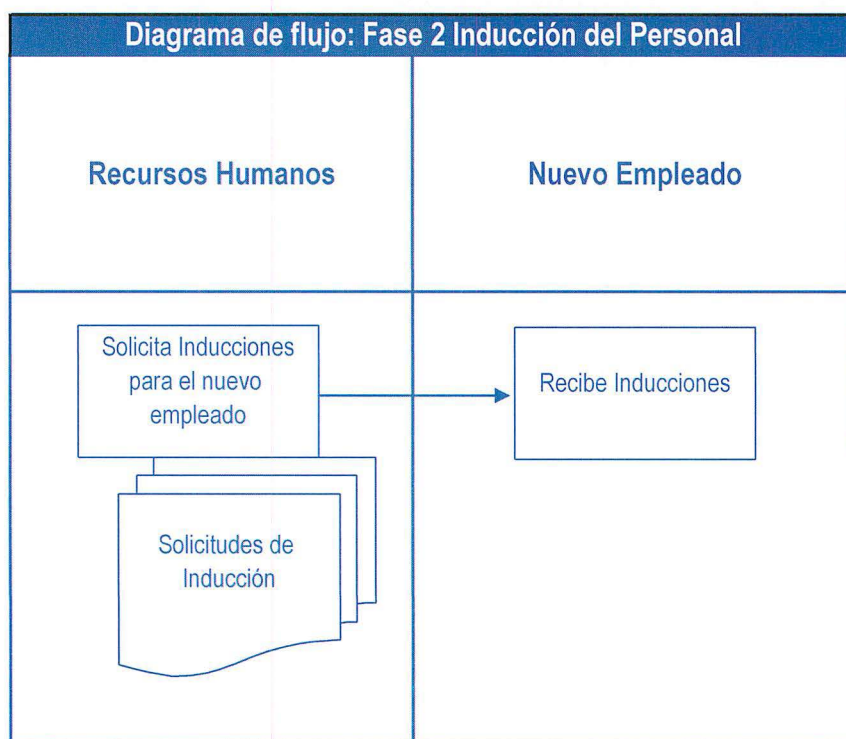 Diagrama de flujo: Fase 2 Inducción del Personal
Recursos Humanos
Nuevo Empleado
Solicita Inducciones
para el nuevo
empleado
Recibe Inducciones
Solicitudes de
Inducción